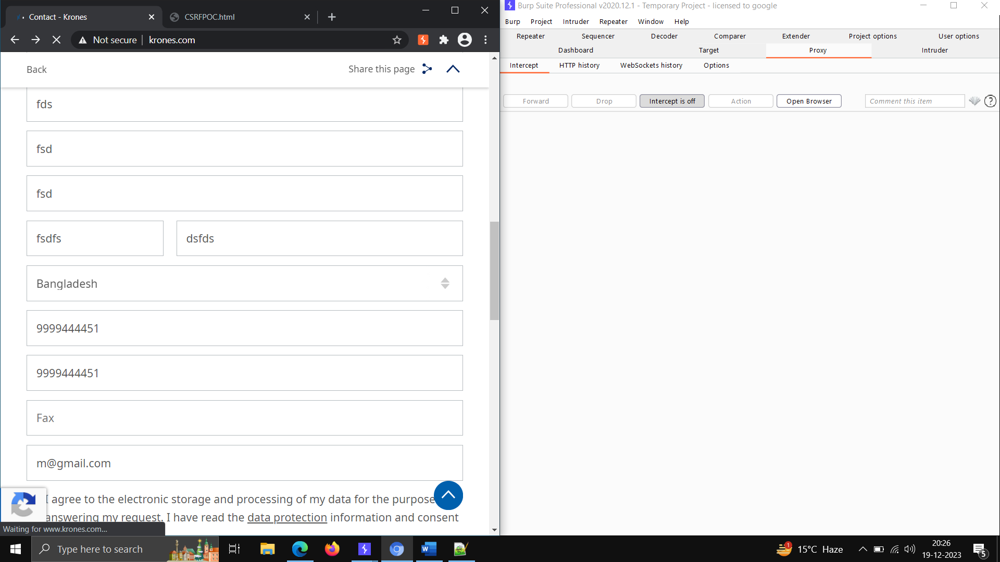 Contact - Krones
CSRFPOC.html
Not secure
krones.com
Back
Share this page
fds
fsd
fsd
fsdfs
dsfds
Bangladesh
9999444451
9999444451
Fax
m@gmail.com
I agree to the electronic storage and processing of my data for the purpose
answering my request. I have read the data protection information and consent
Waiting for www.krones.com...
Burp Suite Professional v2020.12.1 - Temporary Project - licensed to google
Burp Project Intruder Repeater Window Help
Repeater Sequencer Decoder Comparer Extender Project options User options
Dashboard Target Proxy Intruder
Intercept HTTP history WebSockets history Options
Forward Drop Intercept is off Action Open Browser Comment this item ?
Type here to search
1
15°C Haze
20:26
19-12-2023
5